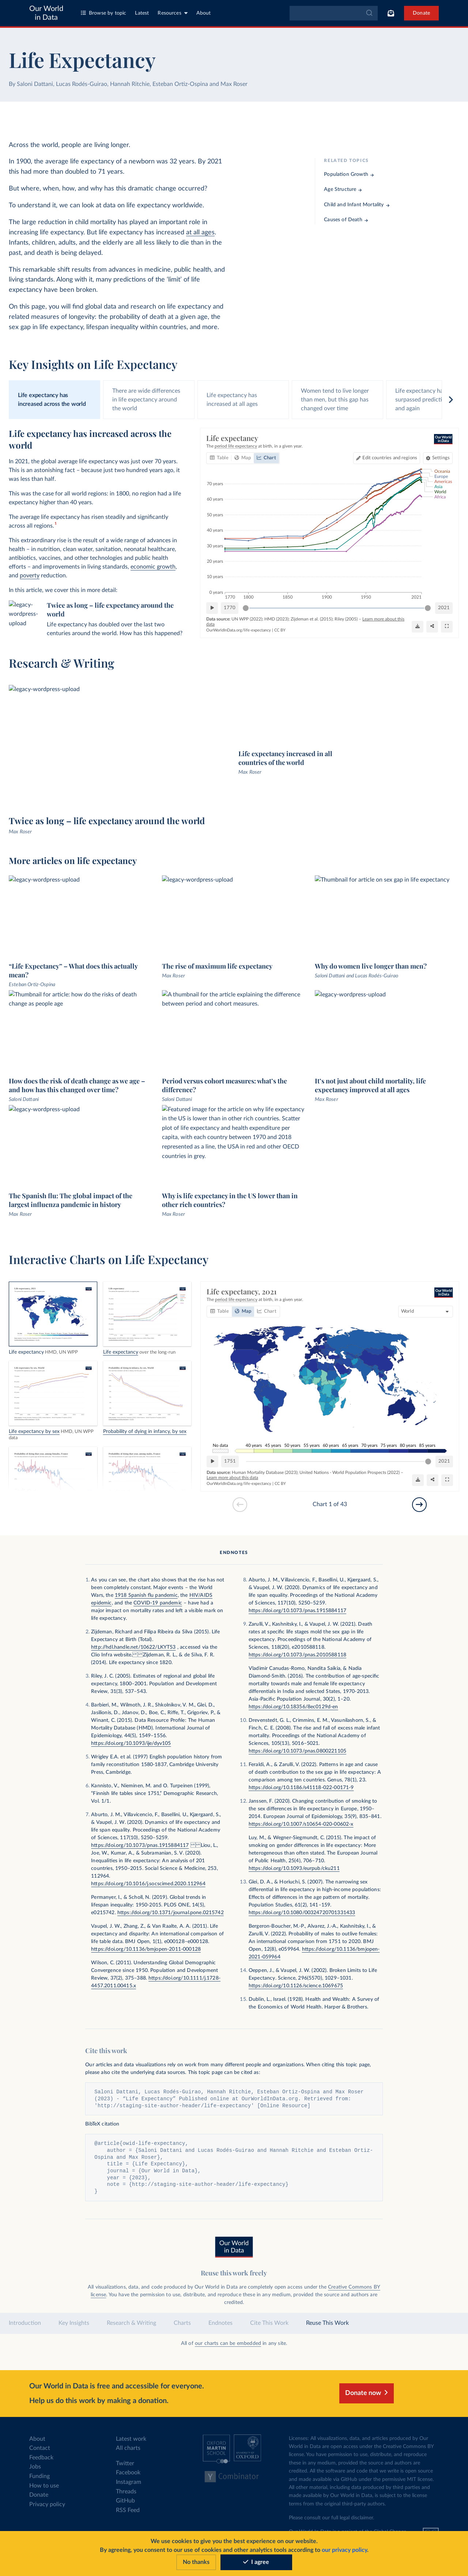 Our World
in Data
Browse by topic
Latest
Resources
About
Donate
Life Expectancy
By Saloni Dattani, Lucas Rodés-Guirao, Hannah Ritchie, Esteban Ortiz-Ospina and Max Roser
Across the world, people are living longer.
In 1900, the average life expectancy of a newborn was 32 years. By 2021
this had more than doubled to 71 years.
But where, when, how, and why has this dramatic change occurred?
To understand it, we can look at data on life expectancy worldwide.
The large reduction in child mortality has played an important role in
increasing life expectancy. But life expectancy has increased at all ages.
Infants, children, adults, and the elderly are all less likely to die than in the
past, and death is being delayed.
This remarkable shift results from advances in medicine, public health, and
living standards. Along with it, many predictions of the ‘limit’ of life
expectancy have been broken.
On this page, you will find global data and research on life expectancy and
related measures of longevity: the probability of death at a given age, the
sex gap in life expectancy, lifespan inequality within countries, and more.
RELATED TOPICS
Population Growth
Age Structure
Child and Infant Mortality
Causes of Death
Key Insights on Life Expectancy
Life expectancy has
increased across the world
There are wide differences
in life expectancy around
the world
Life expectancy has
increased at all ages
Women tend to live longer
than men, but this gap has
changed over time
Life expectancy
surpassed
and again
Life expectancy has increased across the
world
In 2021, the global average life expectancy was just over 70 years.
This is an astonishing fact – because just two hundred years ago, it
was less than half.
This was the case for all world regions: in 1800, no region had a life
expectancy higher than 40 years.
The average life expectancy has risen steadily and significantly
across all regions.1
This extraordinary rise is the result of a wide range of advances in
health – in nutrition, clean water, sanitation, neonatal healthcare,
antibiotics, vaccines, and other technologies and public health
efforts – and improvements in living standards, economic growth,
and poverty reduction.
In this article, we cover this in more detail:
legacy-wordpress-upload
Twice as long – life expectancy around the
world
Life expectancy has doubled over the last two
centuries around the world. How has this happened?
Life expectancy
The period life expectancy at birth, in a given year.
Our World
in Data
Table
Map
Chart
Edit countries and regions
Settings
70 years
60 years
50 years
40 years
30 years
20 years
10 years
0 years
1770
1800
1850
1900
1950
2021
Oceania
Europe
Americas
Asia
World
Africa
1770
2021
Data source: UN WPP (2022); HMD (2023); Zijdeman et al. (2015); Riley (2005) – Learn more about this
data
OurWorldInData.org/life-expectancy | CC BY
Research & Writing
legacy-wordpress-upload
Life expectancy increased in all
countries of the world
Max Roser
Twice as long – life expectancy around the world
Max Roser
More articles on life expectancy
legacy-wordpress-upload
“Life Expectancy” – What does this actually
mean?
Esteban Ortiz-Ospina
legacy-wordpress-upload
The rise of maximum life expectancy
Max Roser
Thumbnail for article on sex gap in life expectancy
Why do women live longer than men?
Saloni Dattani and Lucas Rodés-Guirao
Thumbnail for article: how do the risks of death
change as people age
How does the risk of death change as we age –
and how has this changed over time?
Saloni Dattani
A thumbnail for the article explaining the difference
between period and cohort measures.
Period versus cohort measures: what’s the
difference?
Saloni Dattani
legacy-wordpress-upload
It’s not just about child mortality, life
expectancy improved at all ages
Max Roser
legacy-wordpress-upload
The Spanish flu: The global impact of the
largest influenza pandemic in history
Max Roser
Featured image for the article on why life expectancy
in the US is lower than in other rich countries. Scatter
plot of life expectancy and health expenditure per
capita, with each country between 1970 and 2018
represented as a line, the USA in red and other OECD
countries in grey.
Why is life expectancy in the US lower than in
other rich countries?
Max Roser
Interactive Charts on Life Expectancy
Life expectancy HMD, UN WPP
Life expectancy over the long run
Life expectancy by sex HMD, UN WPP
data
Probability of dying in infancy, by sex
Life expectancy, 2021
The period life expectancy at birth, in a given year.
Our World
in Data
Table
Map
Chart
World
No data
40 years
45 years
50 years
55 years
60 years
65 years
70 years
75 years
80 years
85 years
1751
2021
Data source: Human Mortality Database (2023); United Nations - World Population Prospects (2022) –
Learn more about this data
OurWorldInData.org/life-expectancy | CC BY
Chart 1 of 43
ENDNOTES
1. As you can see, the chart also shows that the rise has not
been completely constant. Major events – the World
Wars, the 1918 Spanish flu pandemic, the HIV/AIDS
epidemic, and the COVID-19 pandemic – have had a
major impact on mortality rates and left a visible mark on
life expectancy.
2. Zijdeman, Richard and Filipa Ribeira da Silva (2015). Life
Expectancy at Birth (Total).
http://hdl.handle.net/10622/LKYT53 , accessed via the
Clio Infra website. Zijdeman, R. L., & de Silva, F. R.
(2014). Life expectancy since 1820.
3. Riley, J. C. (2005). Estimates of regional and global life
expectancy, 1800–2001. Population and Development
Review, 31(3), 537–543.
4. Barbieri, M., Wilmoth, J. R., Shkolnikov, V. M., Glei, D.,
Jasilionis, D., Jdanov, D., Boe, C., Riffe, T., Grigoriev, P., &
Winant, C. (2015). Data Resource Profile: The Human
Mortality Database (HMD). International Journal of
Epidemiology, 44(5), 1549–1556.
https://doi.org/10.1093/ije/dyv105
5. Wrigley E.A. et al. (1997) English population history from
family reconstitution 1580-1837, Cambridge University
Press, Cambridge.
6. Kannisto, V., Nieminen, M. and O. Turpeinen (1999),
"Finnish life tables since 1751," Demographic Research,
Vol. 1/1.
7. Aburto, J. M., Villavicencio, F., Basellini, U., Kjærgaard, S.,
& Vaupel, J. W. (2020). Dynamics of life expectancy and
life span equality. Proceedings of the National Academy of
Sciences, 117(10), 5250–5259.
https://doi.org/10.1073/pnas.1915884117 Liou, L.,
Joe, W., Kumar, A., & Subramanian, S. V. (2020).
Inequalities in life expectancy: An analysis of 201
countries, 1950–2015. Social Science & Medicine, 253,
112964.
https://doi.org/10.1016/j.socscimed.2020.112964
Permanyer, I., & Scholl, N. (2019). Global trends in
lifespan inequality: 1950-2015. PLOS ONE, 14(5),
e0215742. https://doi.org/10.1371/journal.pone.0215742
Vaupel, J. W., Zhang, Z., & Van Raalte, A. A. (2011). Life
expectancy and disparity: An international comparison of
life table data. BMJ Open, 1(1), e000128–e000128.
https://doi.org/10.1136/bmjopen-2011-000128
Wilson, C. (2011). Understanding Global Demographic
Convergence since 1950. Population and Development
Review, 37(2), 375–388. https://doi.org/10.1111/j.1728-
4457.2011.00415.x
8. Aburto, J. M., Villavicencio, F., Basellini, U., Kjærgaard, S.,
& Vaupel, J. W. (2020). Dynamics of life expectancy and
life span equality. Proceedings of the National Academy of
Sciences, 117(10), 5250–5259.
https://doi.org/10.1073/pnas.1915884117
9. Zarulli, V., Kashnitsky, I., & Vaupel, J. W. (2021). Death
rates at specific life stages mold the sex gap in life
expectancy. Proceedings of the National Academy of
Sciences, 118(20), e2010588118.
https://doi.org/10.1073/pnas.2010588118
Vladimir Canudas-Romo, Nandita Saikia, & Nadia
Diamond-Smith. (2016). The contribution of age-specific
mortality towards male and female life expectancy
differentials in India and selected States, 1970-2013.
Asia-Pacific Population Journal, 30(2), 1–20.
https://doi.org/10.18356/8ec0129d-en
10. Drevenstedt, G. L., Crimmins, E. M., Vasunilashorn, S., &
Finch, C. E. (2008). The rise and fall of excess male infant
mortality. Proceedings of the National Academy of
Sciences, 105(13), 5016–5021.
https://doi.org/10.1073/pnas.0800221105
11. Feraldi, A., & Zarulli, V. (2022). Patterns in age and cause
of death contribution to the sex gap in life expectancy: A
comparison among ten countries. Genus, 78(1), 23.
https://doi.org/10.1186/s41118-022-00171-9
12. Janssen, F. (2020). Changing contribution of smoking to
the sex differences in life expectancy in Europe, 1950–
2014. European Journal of Epidemiology, 35(9), 835–841.
https://doi.org/10.1007/s10654-020-00602-x
Luy, M., & Wegner-Siegmundt, C. (2015). The impact of
smoking on gender differences in life expectancy: More
heterogeneous than often stated. The European Journal
of Public Health, 25(4), 706–710.
https://doi.org/10.1093/eurpub/cku211
13. Glei, D. A., & Horiuchi, S. (2007). The narrowing sex
differential in life expectancy in high-income populations:
Effects of differences in the age pattern of mortality.
Population Studies, 61(2), 141–159.
https://doi.org/10.1080/00324720701331433
Bergeron-Boucher, M.-P., Alvarez, J.-A., Kashnitsky, I., &
Zarulli, V. (2022). Probability of males to outlive females:
An international comparison from 1751 to 2020. BMJ
Open, 12(8), e059964. https://doi.org/10.1136/bmjopen-
2021-059964
14. Oeppen, J., & Vaupel, J. W. (2002). Broken Limits to Life
Expectancy. Science, 296(5570), 1029–1031.
https://doi.org/10.1126/science.1069675
15. Dublin, L., Israel (1928). Health and Wealth: A Survey of
the Economics of World Health. Harper & Brothers.
Cite this work
Our articles and data visualizations rely on work from many different people and organizations. When citing this topic page,
please also cite the underlying data sources. This topic page can be cited as:
Saloni Dattani, Lucas Rodés-Guirao, Hannah Ritchie, Esteban Ortiz-Ospina and Max Roser
(2023) - “Life Expectancy” Published online at OurWorldInData.org. Retrieved from:
'http://staging-site-author-header/life-expectancy' [Online Resource]
BibTeX citation
@article{owid-life-expectancy,
author = {Saloni Dattani and Lucas Rodés-Guirao and Hannah Ritchie and Esteban Ortiz-
Ospina and Max Roser},
title = {Life Expectancy},
journal = {Our World in Data},
year = {2023},
note = {http://staging-site-author-header/life-expectancy}
}
Our World
in Data
Reuse this work freely
All visualizations, data, and code produced by Our World in Data are completely open access under the Creative Commons BY
license. You have the permission to use, distribute, and reproduce these in any medium, provided the source and authors are
credited.
Introduction
Key Insights
Research & Writing
Charts
Endnotes
Cite This Work
Reuse This Work
All of our charts can be embedded in any site.
Our World in Data is free and accessible for everyone.
Help us do this work by making a donation.
Donate now
About
Contact
Feedback
Jobs
Funding
How to use
Donate
Privacy policy
Latest work
All charts
Twitter
Facebook
Instagram
Threads
GitHub
RSS Feed
OXFORD
MARTIN
SCHOOL
UNIVERSITY OF
OXFORD
Y Combinator
Licenses: All visualizations, data, and articles produced by Our
World in Data are open access under the Creative Commons BY
license. You have permission to use, distribute, and reproduce
these in any medium, provided the source and authors are
credited. All the software and code that we write is open source
and made available via GitHub under the permissive MIT license.
All other material, including data produced by third parties and
made available by Our World in Data, is subject to the license
terms from the original third-party authors.
Please consult our full legal disclaimer.
We use cookies to give you the best experience on our website.
By agreeing, you consent to our use of cookies and other analytics tools according to our privacy policy.
No thanks
I agree